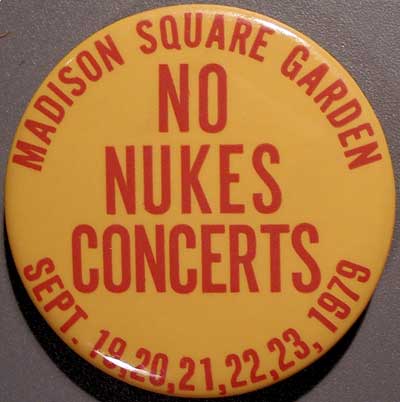 MADISON SQUARE GARDEN
NO
NUKES
CONCERTS
SEPT. 19,20,21,22,23, 1979